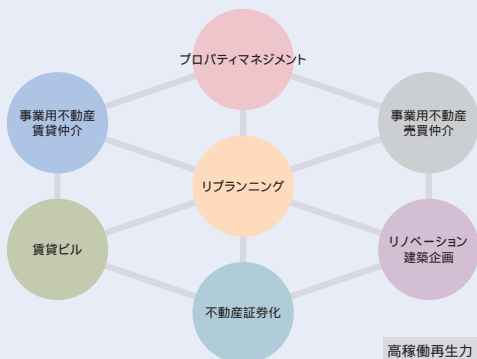 プロパティマネジメント
事業用不動産
賃貸仲介
事業用不動産
売買仲介
リプランニング
賃貸ビル
リノベーション
建築企画
不動産証券化
高稼働再生力